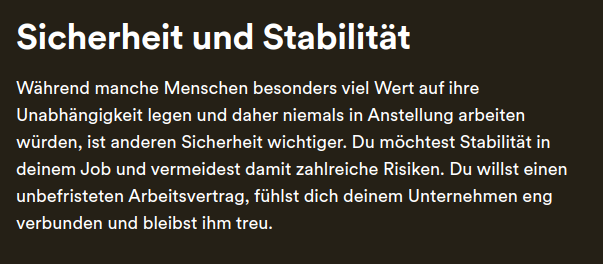 Sicherheit und Stabilität
Während manche Menschen besonders viel Wert auf ihre
Unabhängigkeit legen und daher niemals in Anstellung arbeiten
würden, ist anderen Sicherheit wichtiger. Du möchtest Stabilität in
deinem Job und vermeidest damit zahlreiche Risiken. Du willst einen
unbefristeten Arbeitsvertrag, fühlst dich deinem Unternehmen eng
verbunden und bleibst ihm treu.